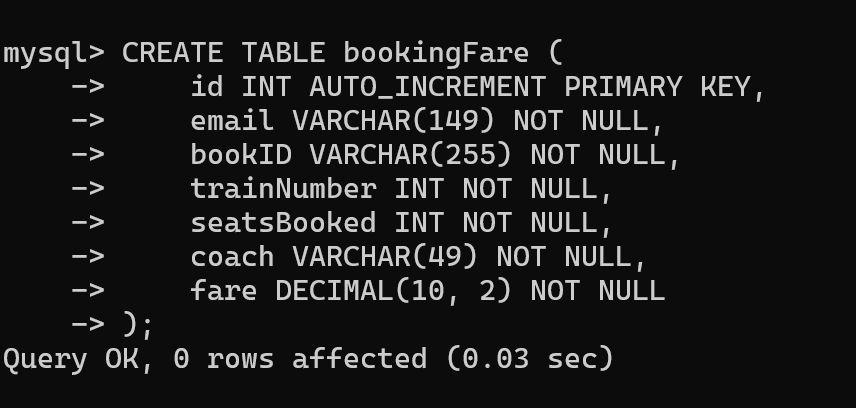 mysql> CREATE TABLE bookingFare (
    ->     id INT AUTO_INCREMENT PRIMARY KEY,
    ->     email VARCHAR(149) NOT NULL,
    ->     bookID VARCHAR(255) NOT NULL,
    ->     trainNumber INT NOT NULL,
    ->     seatsBooked INT NOT NULL,
    ->     coach VARCHAR(49) NOT NULL,
    ->     fare DECIMAL(10, 2) NOT NULL
    -> );
Query OK, 0 rows affected (0.03 sec)